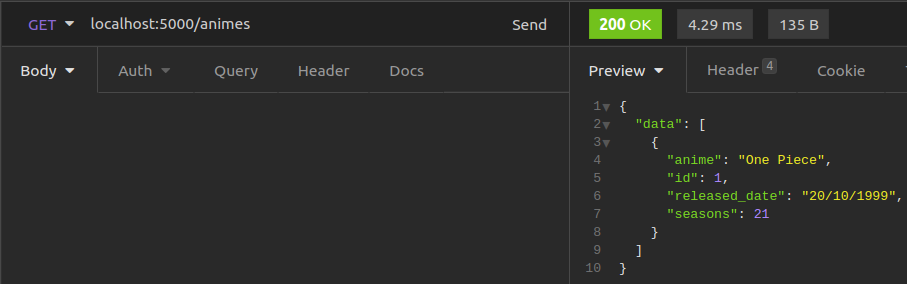 GET localhost:5000/animes Send
200 OK 4.29 ms 135 B
Body Auth Query Header Docs
Preview Header 4 Cookie
1 {
2 "data": [
3 {
4 "anime": "One Piece",
5 "id": 1,
6 "released_date": "20/10/1999",
7 "seasons": 21
8 }
9 ]
10 }